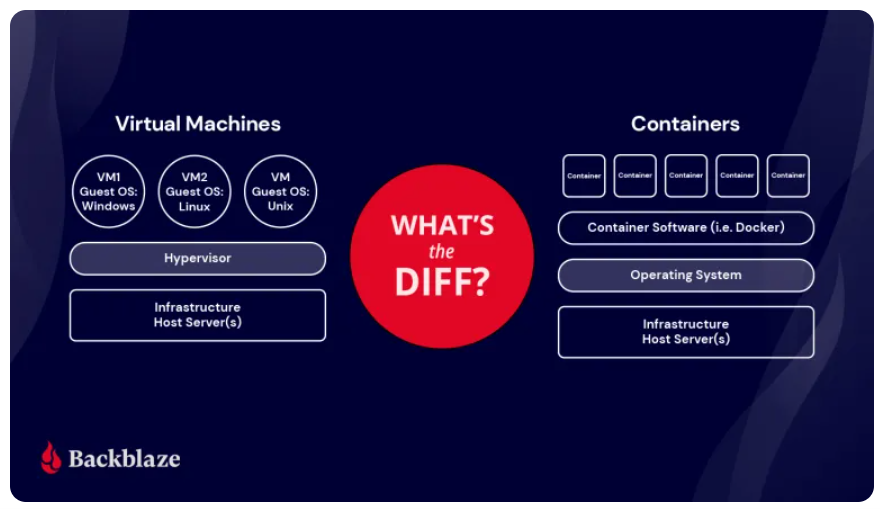 Virtual Machines
VM1
Guest OS:
Windows
VM2
Guest OS:
Linux
VM
Guest OS:
Unix
Hypervisor
Infrastructure
Host Server(s)
WHAT'S
the
DIFF?
Containers
Container
Container
Container
Container
Container
Container Software (i.e. Docker)
Operating System
Infrastructure
Host Server(s)
Backblaze